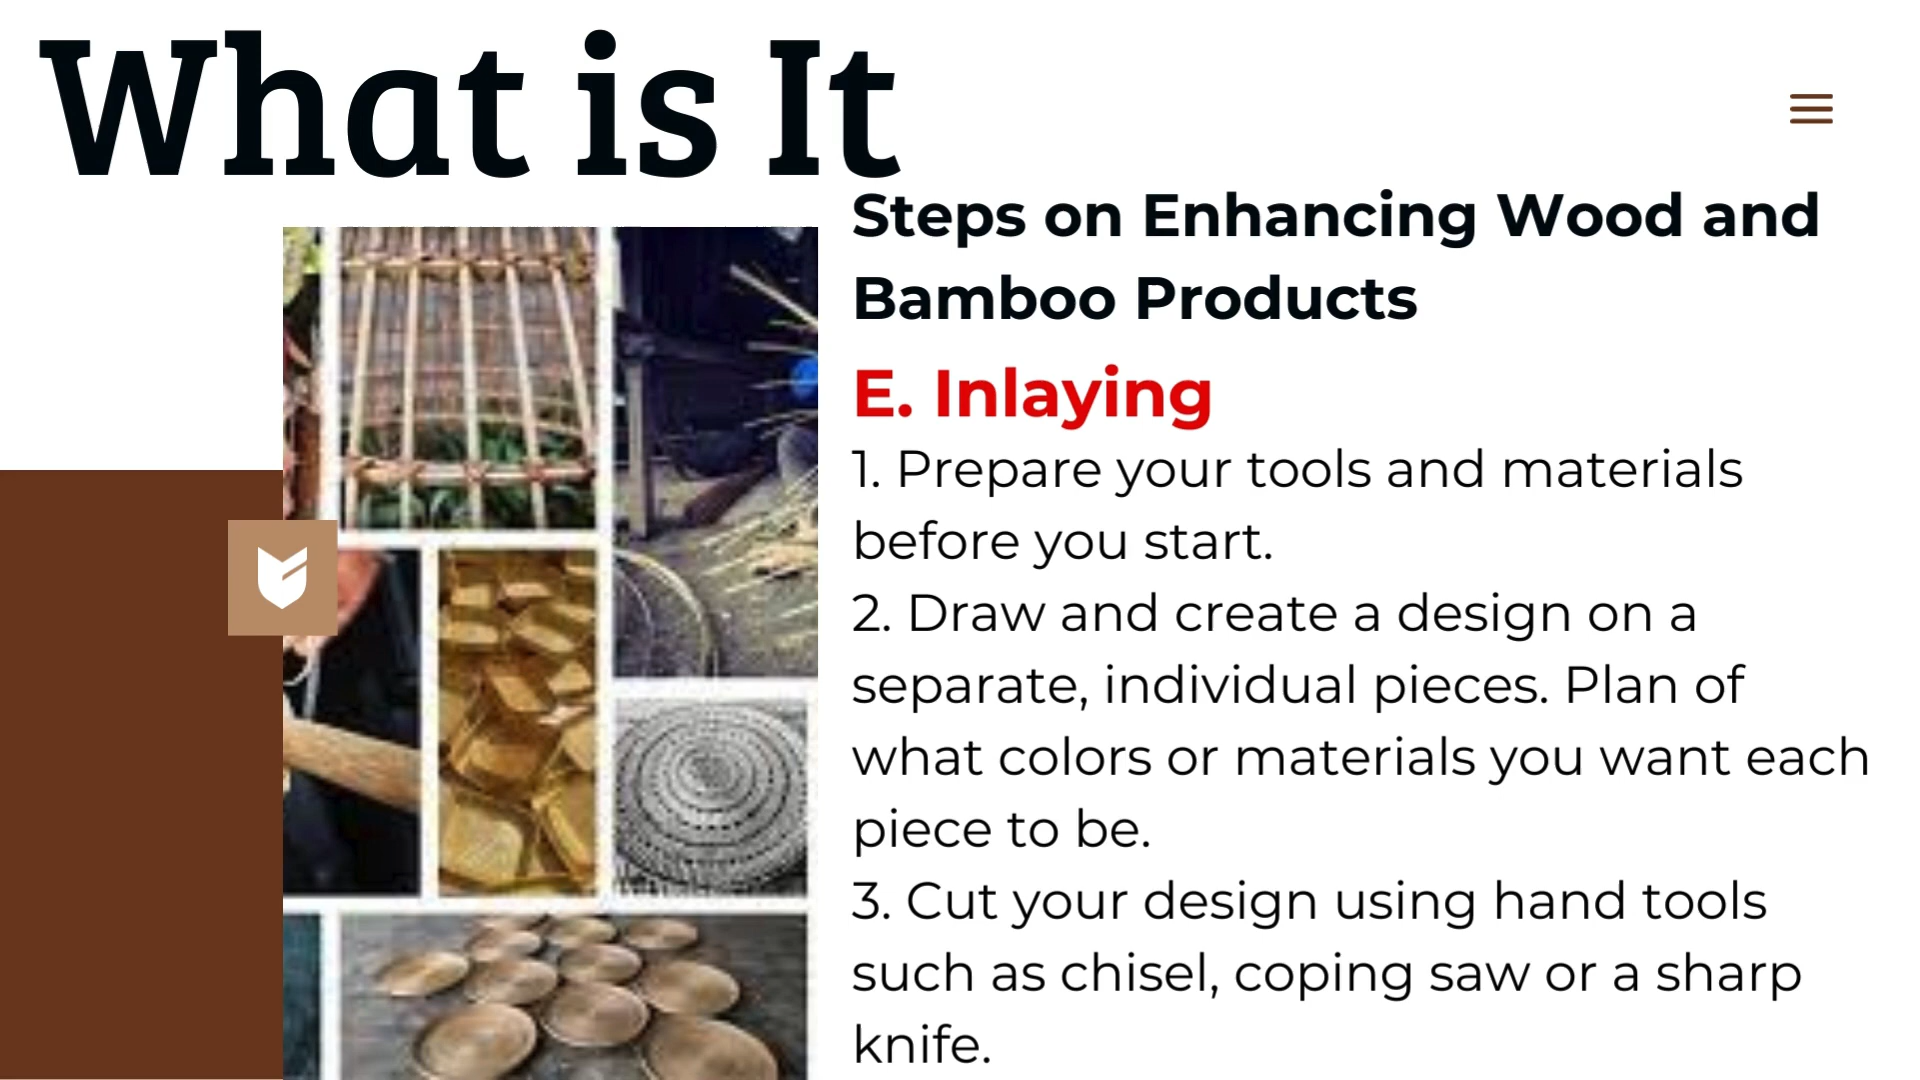 What is It
Steps on Enhancing Wood and
Bamboo Products
E. Inlaying
1. Prepare your tools and materials
before you start.
2. Draw and create a design on a
separate, individual pieces. Plan of
what colors or materials you want each
piece to be.
3. Cut your design using hand tools
such as chisel, coping saw or a sharp
knife.